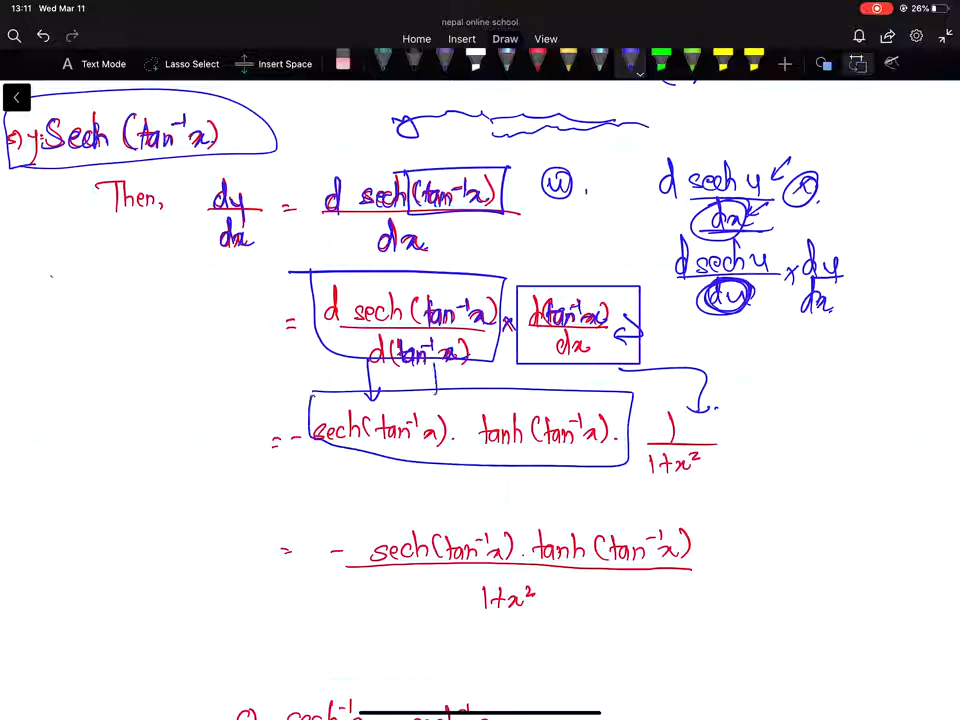 13:11 Wed Mar 11
26%
nepal online school
Home Insert Draw View
Text Mode Lasso Select Insert Space
y = Sech (tan⁻¹x)
Then, dy/dx = d sech(tan⁻¹x)/dx
d sech y / dx
d sech y / dy × dy/dx
= d sech(tan⁻¹x)/d(tan⁻¹x) × d(tan⁻¹x)/dx
= - sech(tan⁻¹x). tanh(tan⁻¹x). 1/1+x²
= - sech(tan⁻¹x). tanh(tan⁻¹x)/1+x²